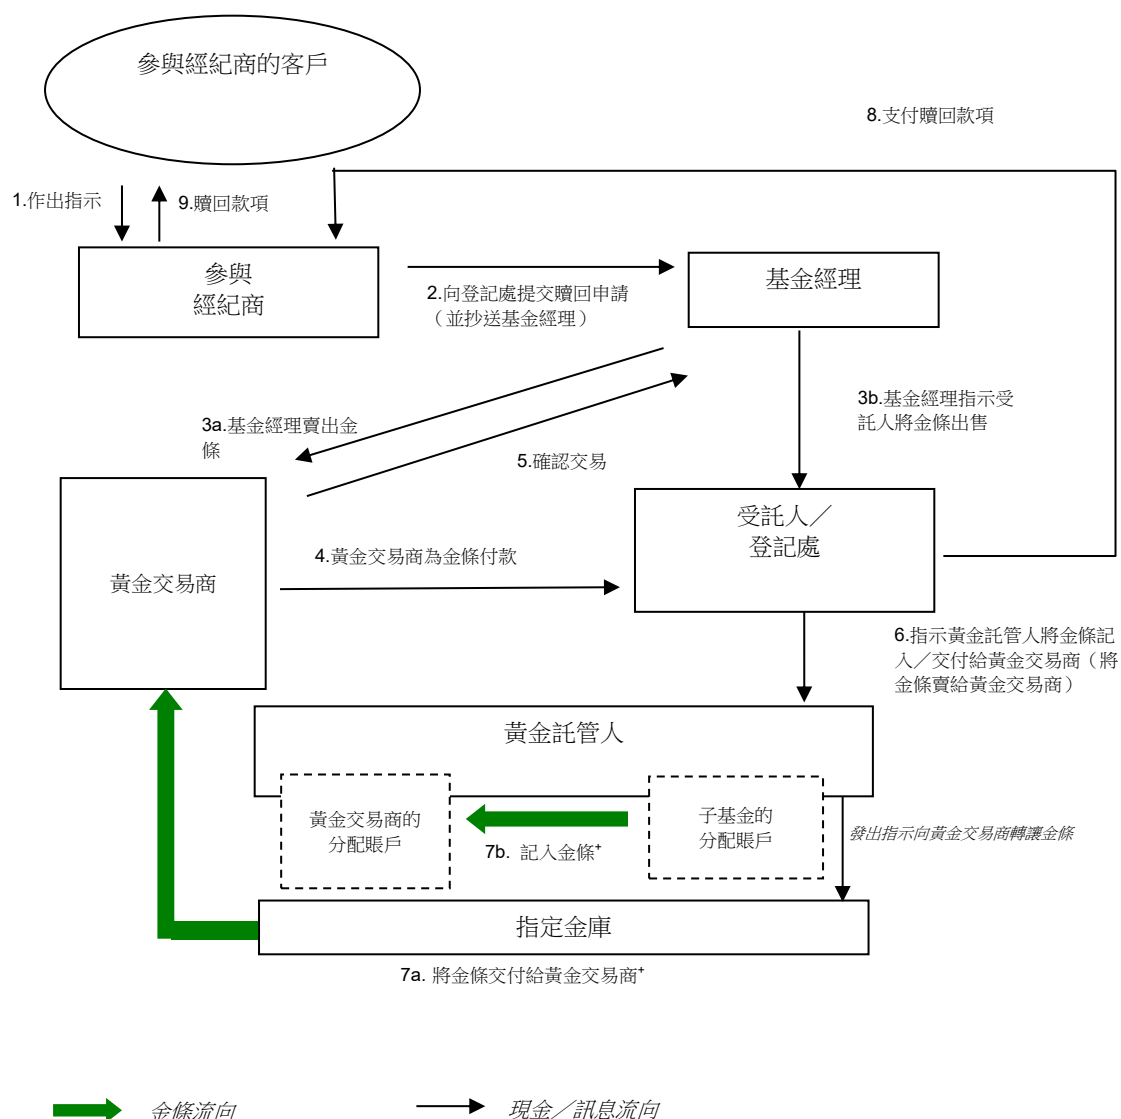 參與經紀商的客戶
8.支付贖回款項
1.作出指示
9.贖回款項
參與
經紀商
2.向登記處提交贖回申請
（並抄送基金經理）
基金經理
3a.基金經理賣出金
條
5.確認交易
3b.基金經理指示受
託人將金條出售
黃金交易商
4.黃金交易商為金條付款
受託人／
登記處
6.指示黃金託管人將金條記
入／交付給黃金交易商（將
金條賣給黃金交易商）
黃金託管人
黃金交易商的
分配賬戶
7b. 記入金條+
子基金的
分配賬戶
發出指示向黃金交易商轉讓金條
指定金庫
7a. 將金條交付給黃金交易商+
金條流向
現金／訊息流向